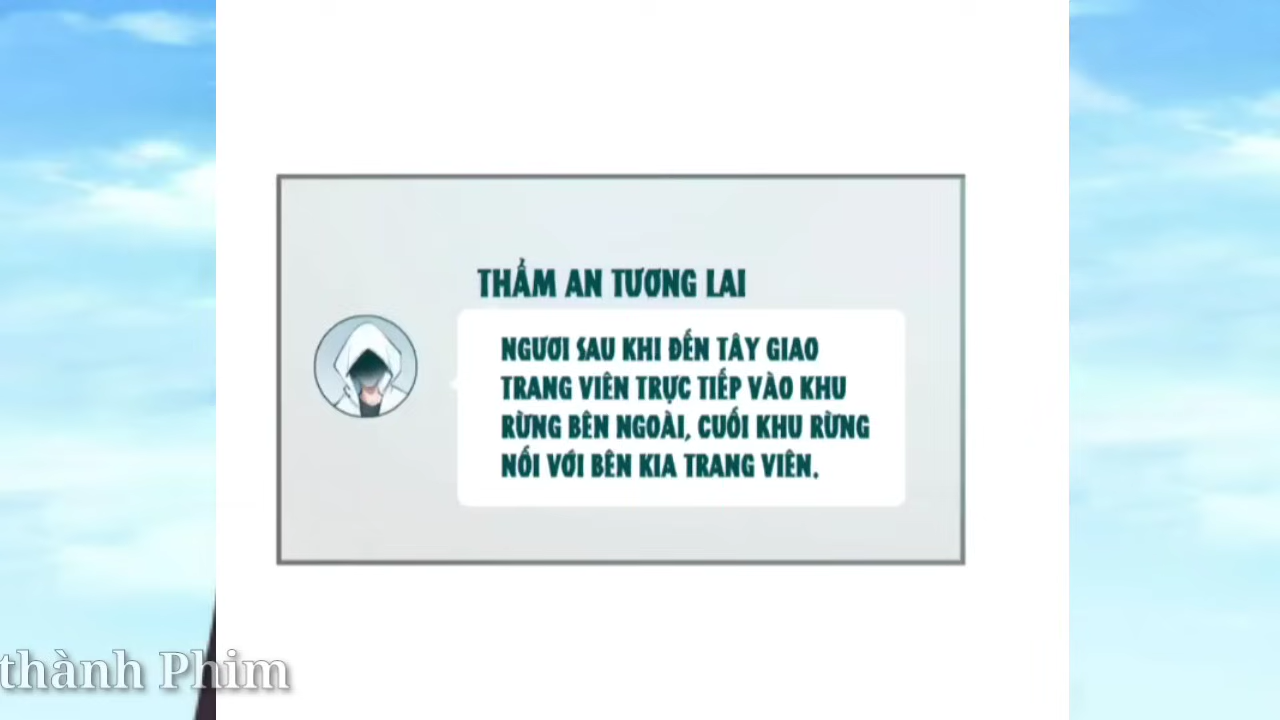 THẨM AN TƯƠNG LAI
NGƯƠI SAU KHI ĐẾN TÂY GIAO
TRANG VIÊN TRỰC TIẾP VÀO KHU
RỪNG BÊN NGOÀI, CUỐI KHU RỪNG
NỐI VỚI BÊN KIA TRANG VIÊN.
thành Phim